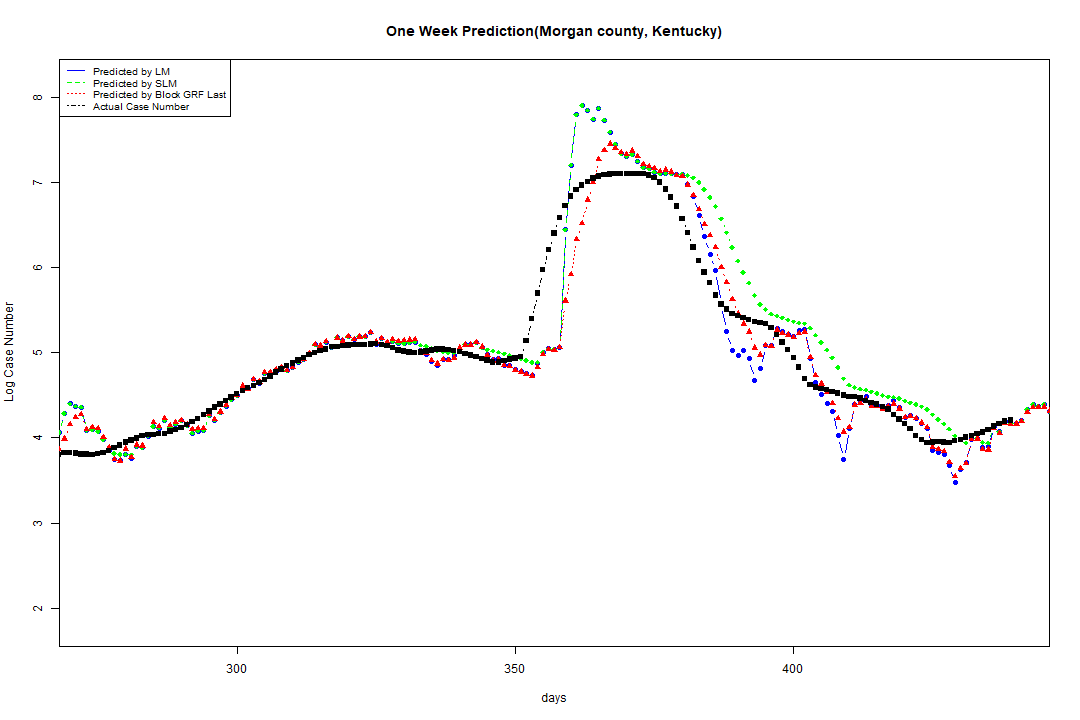 One Week Prediction(Morgan county, Kentucky)
Predicted by LM
Predicted by SLM
Predicted by Block GRF Last
Actual Case Number
8
7
6
5
4
3
2
Log Case Number
300
350
400
days